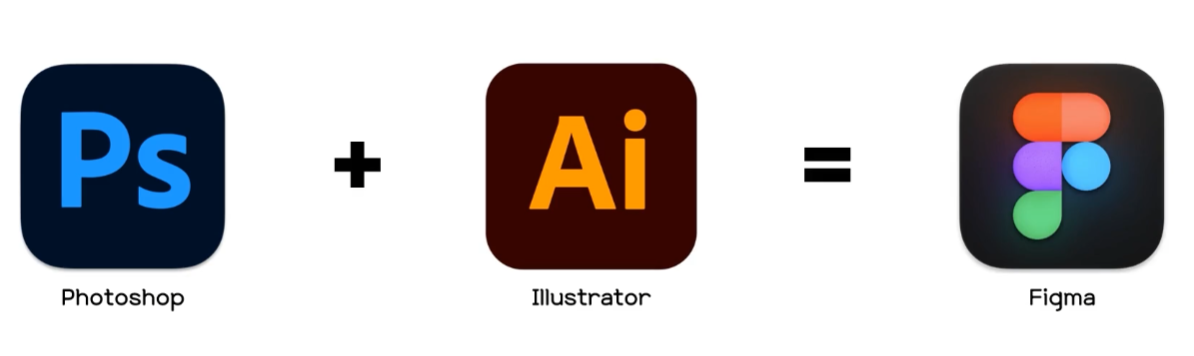 Ps
+
Ai
=
Photoshop
Illustrator
Figma